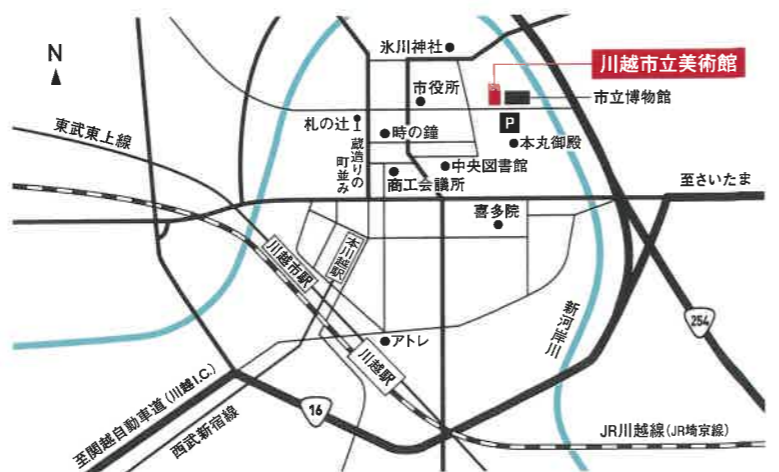 N
氷川神社
川越市立美術館
市役所
市立博物館
札の辻
時の鐘
P
本丸御殿
東武東上線
蔵造りの
町並み
中央図書館
商工会議所
至さいたま
喜多院
本川越駅
川越市駅
新河岸川
254
アトレ
川越駅
至関越自動車道(川越I.C.)
16
西武新宿線
JR川越線(JR埼京線)